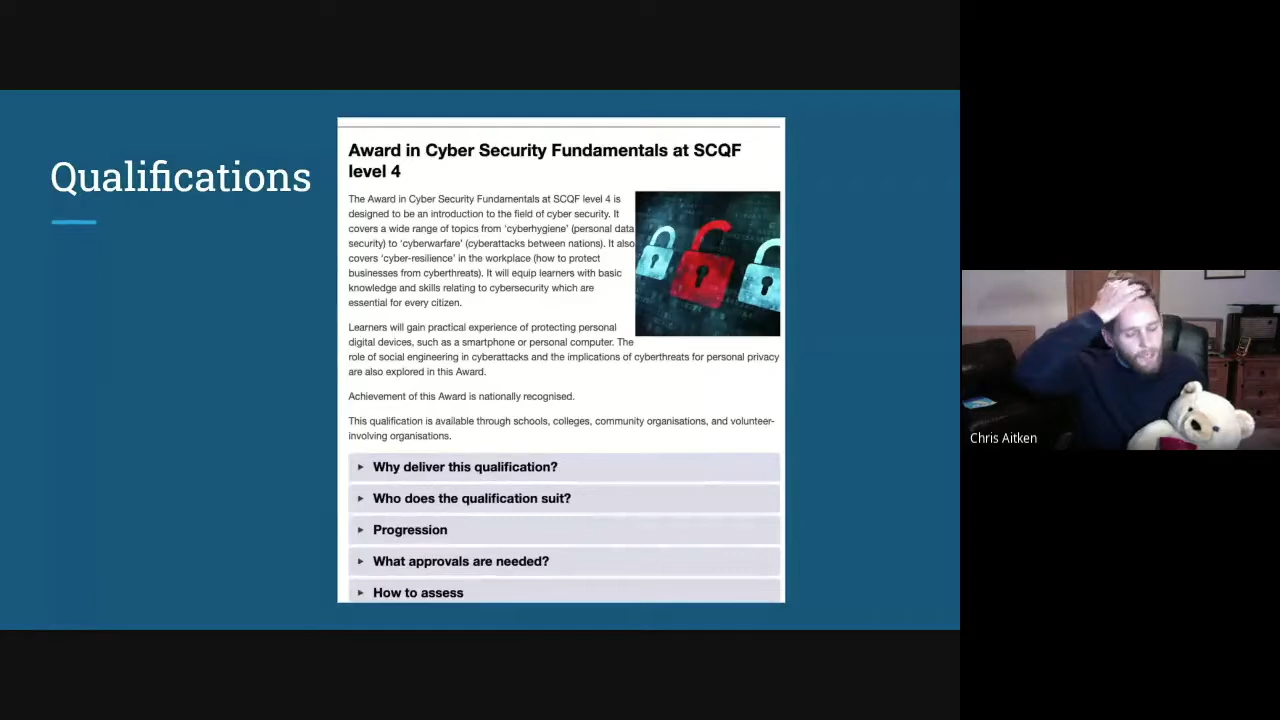 Qualifications
Award in Cyber Security Fundamentals at SCQF
level 4
The Award in Cyber Security Fundamentals at SCQF level 4 is
designed to be an introduction to the field of cyber security. It
covers a wide range of topics from ‘cyberhygiene’ (personal data
security) to ‘cyberwarfare’ (cyberattacks between nations). It also
covers ‘cyber-resilience’ in the workplace (how to protect
businesses from cyberthreats). It will equip learners with basic
knowledge and skills relating to cybersecurity which are
essential for every citizen.
Learners will gain practical experience of protecting personal
digital devices, such as a smartphone or personal computer. The
role of social engineering in cyberattacks and the implications of cyberthreats for personal privacy
are also explored in this Award.
Achievement of this Award is nationally recognised.
This qualification is available through schools, colleges, community organisations, and volunteer-
involving organisations.
Why deliver this qualification?
Who does the qualification suit?
Progression
What approvals are needed?
How to assess
Chris Aitken